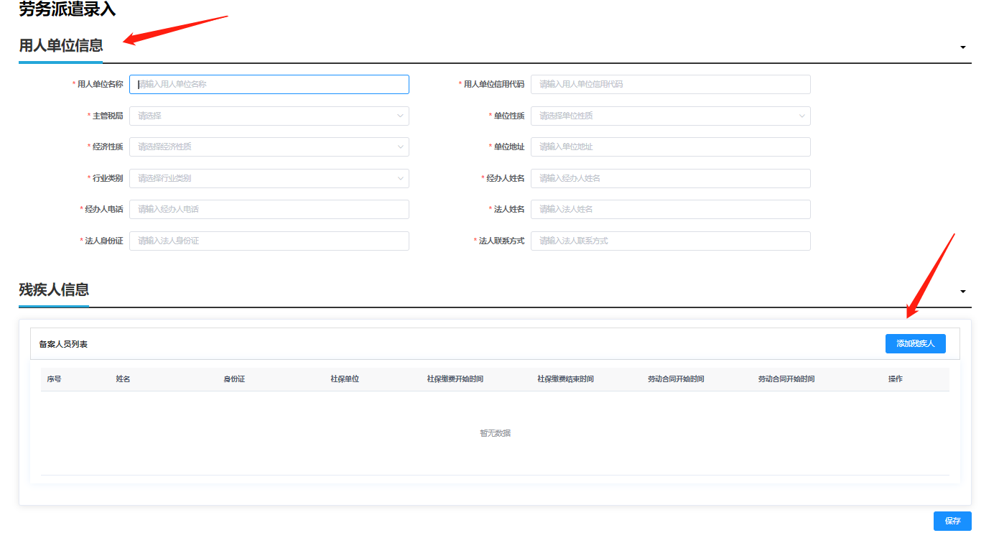 劳务派遣录入
用人单位信息
* 用人单位名称 请输入用人单位名称 * 用人单位信用代码 请输入用人单位信用代码
* 主管税局 请选择 * 单位性质 请选择单位性质
* 经济性质 请选择经济性质 * 单位地址 请输入单位地址
* 行业类别 请选择行业类别 * 经办人姓名 请输入经办人姓名
* 经办人电话 请输入经办人电话 * 法人姓名 请输入法人姓名
* 法人身份证 请输入法人身份证 * 法人联系方式 请输入法人联系方式
残疾人信息
备案人员列表 添加残疾人
序号 姓名 身份证 社保单位 社保缴费开始时间 社保缴费结束时间 劳动合同开始时间 劳动合同开始时间 操作
暂无数据
保存